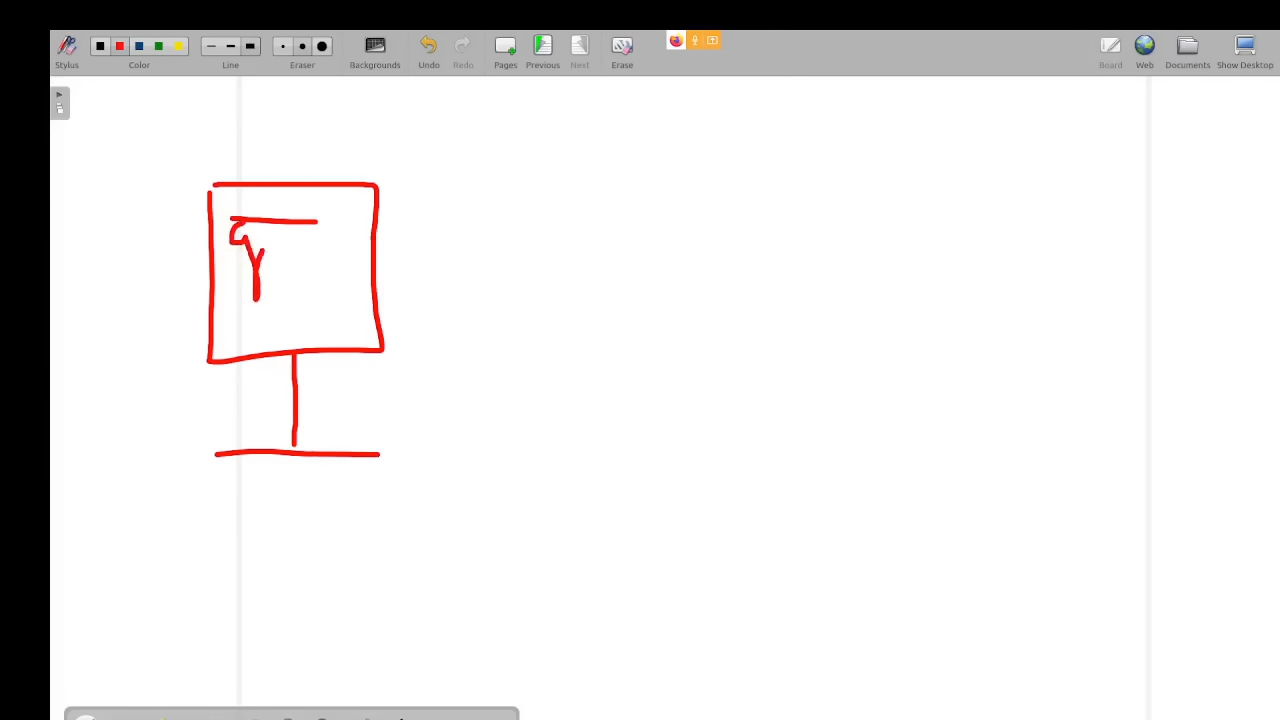 Stylus
Color
Line
Eraser
Backgrounds
Undo
Redo
Pages
Previous
Next
Erase
Board
Web
Documents
Show Desktop